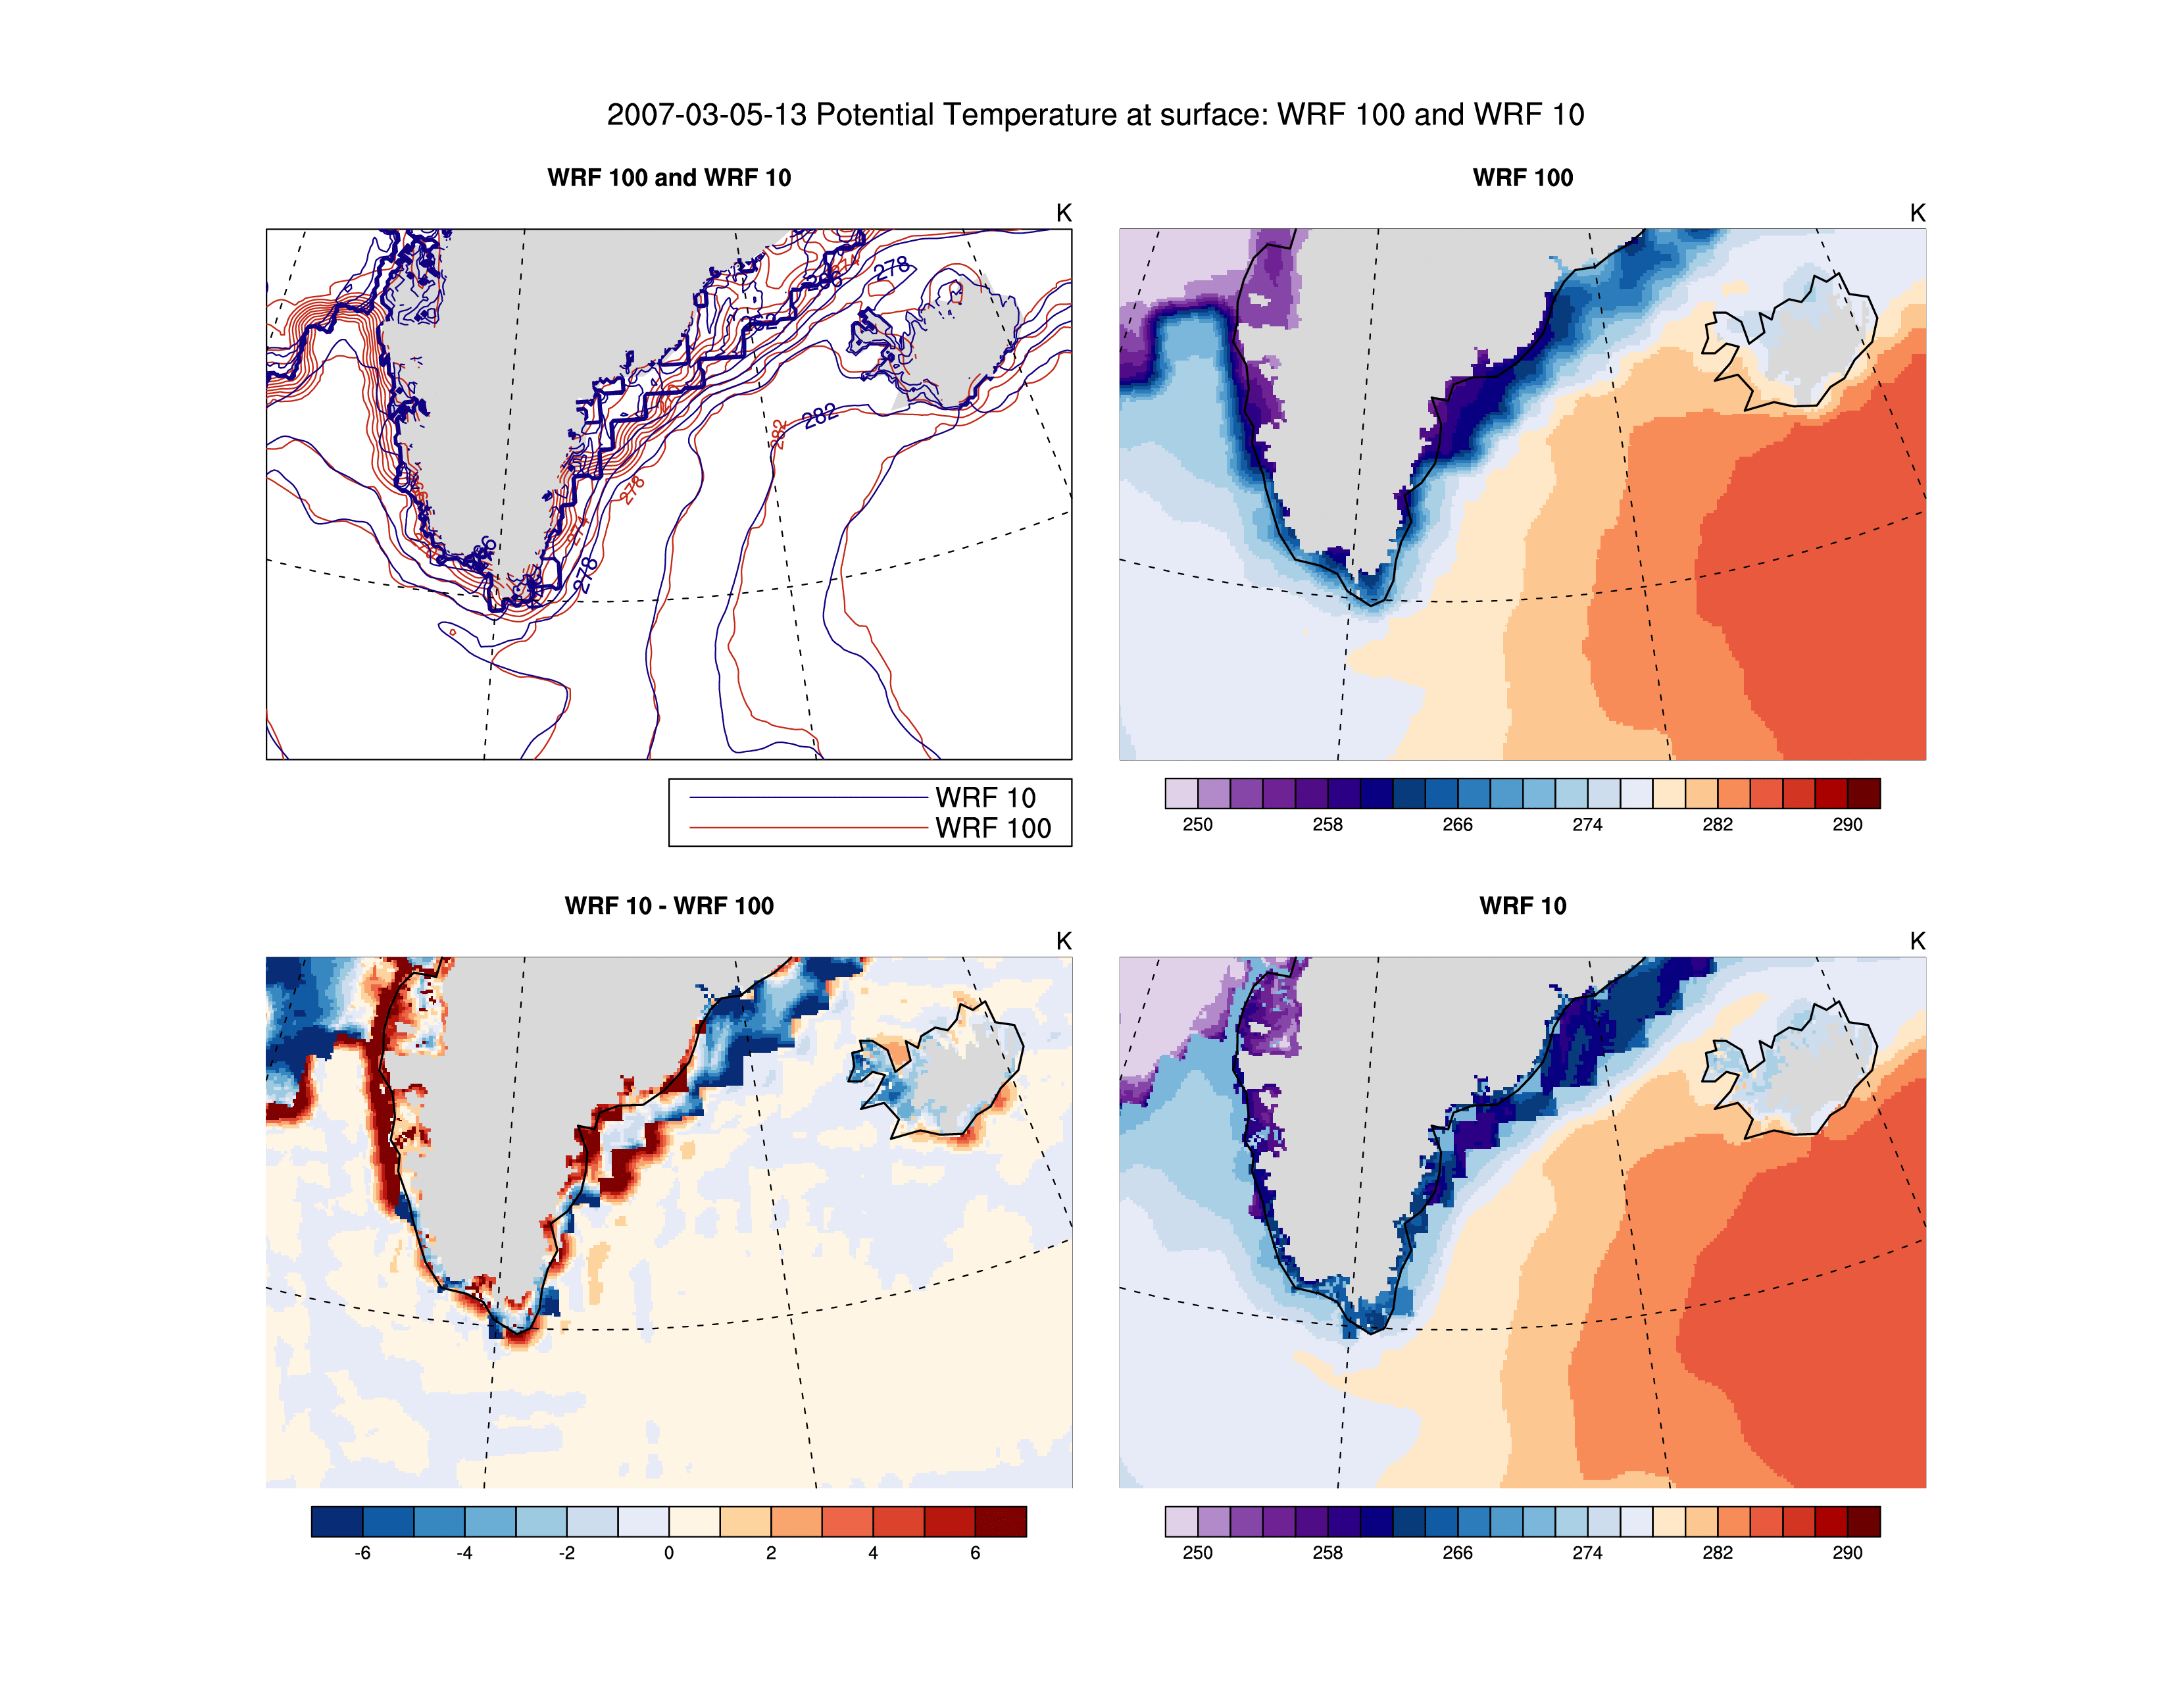 2007-03-05-13 Potential Temperature at surface: WRF 100 and WRF 10
WRF 100 and WRF 10
K
278
282
282
278
278
WRF 10
WRF 100
WRF 100
K
250 258 266 274 282 290
WRF 10 - WRF 100
K
-6 -4 -2 0 2 4 6
WRF 10
K
250 258 266 274 282 290